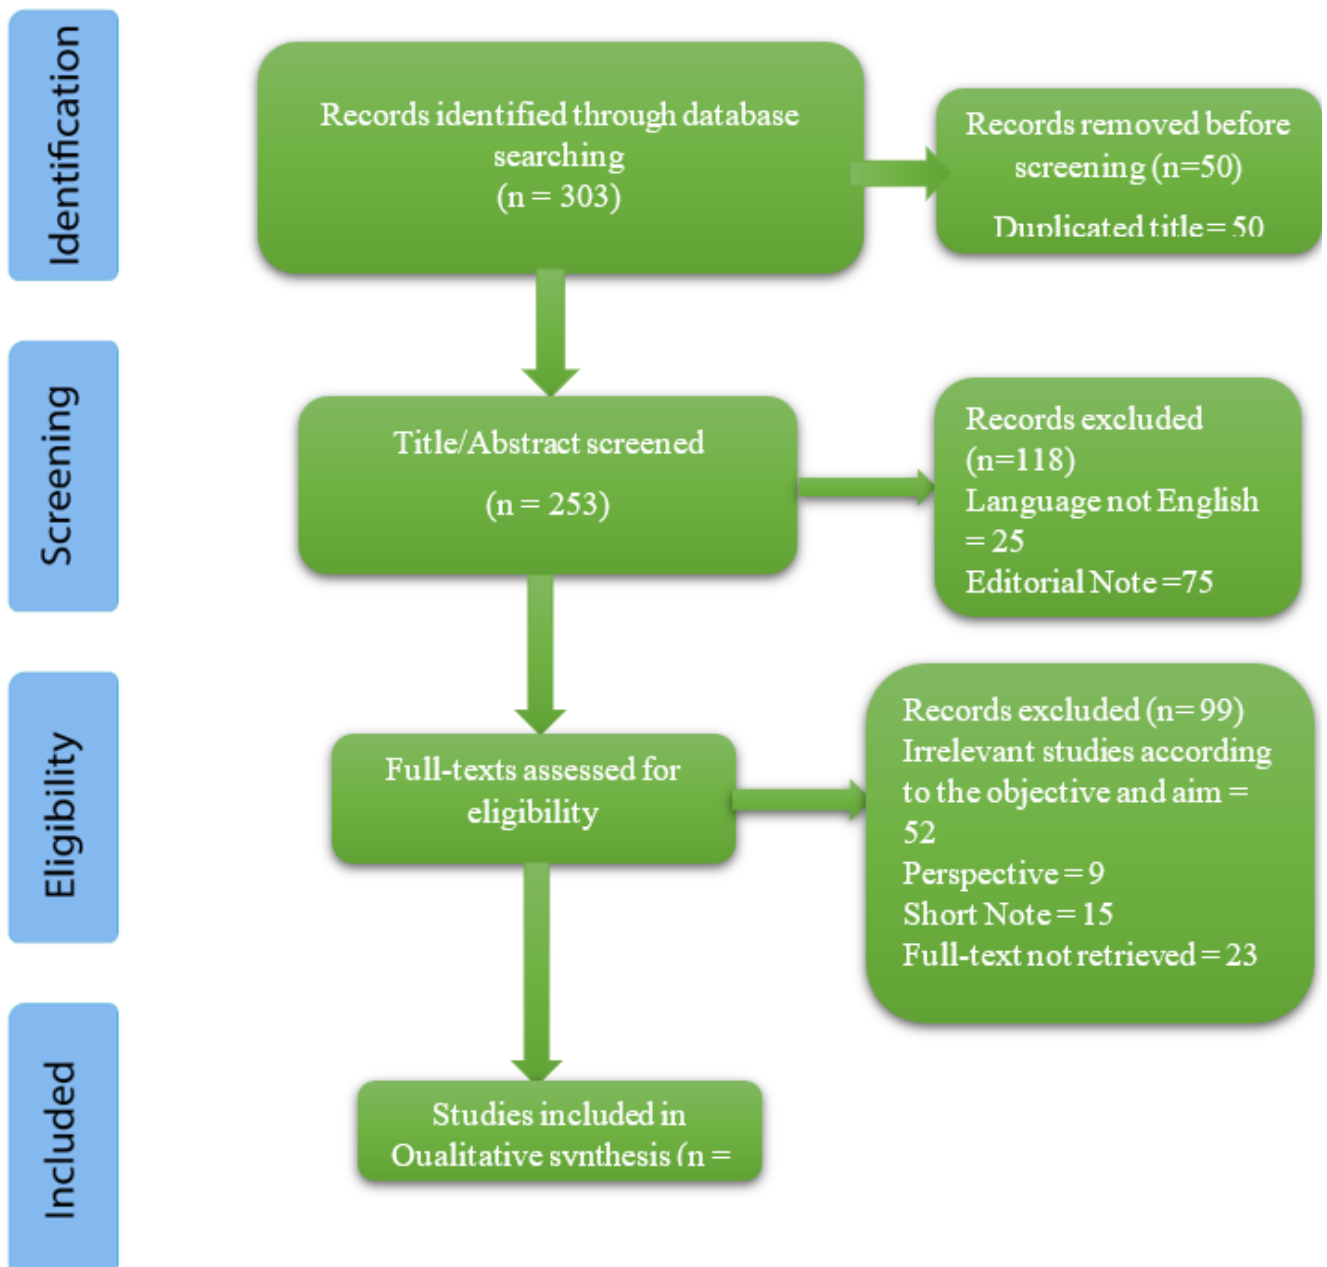 Identification
Records identified through database
searching
(n = 303)
Records removed before
screening (n=50)
Duplicated title = 50
Screening
Title/Abstract screened
(n = 253)
Records excluded
(n=118)
Language not English
= 25
Editorial Note =75
Eligibility
Full-texts assessed for
eligibility
Records excluded (n= 99)
Irrelevant studies according
to the objective and aim =
52
Perspective = 9
Short Note = 15
Full-text not retrieved = 23
Included
Studies included in
Qualitative synthesis (n =